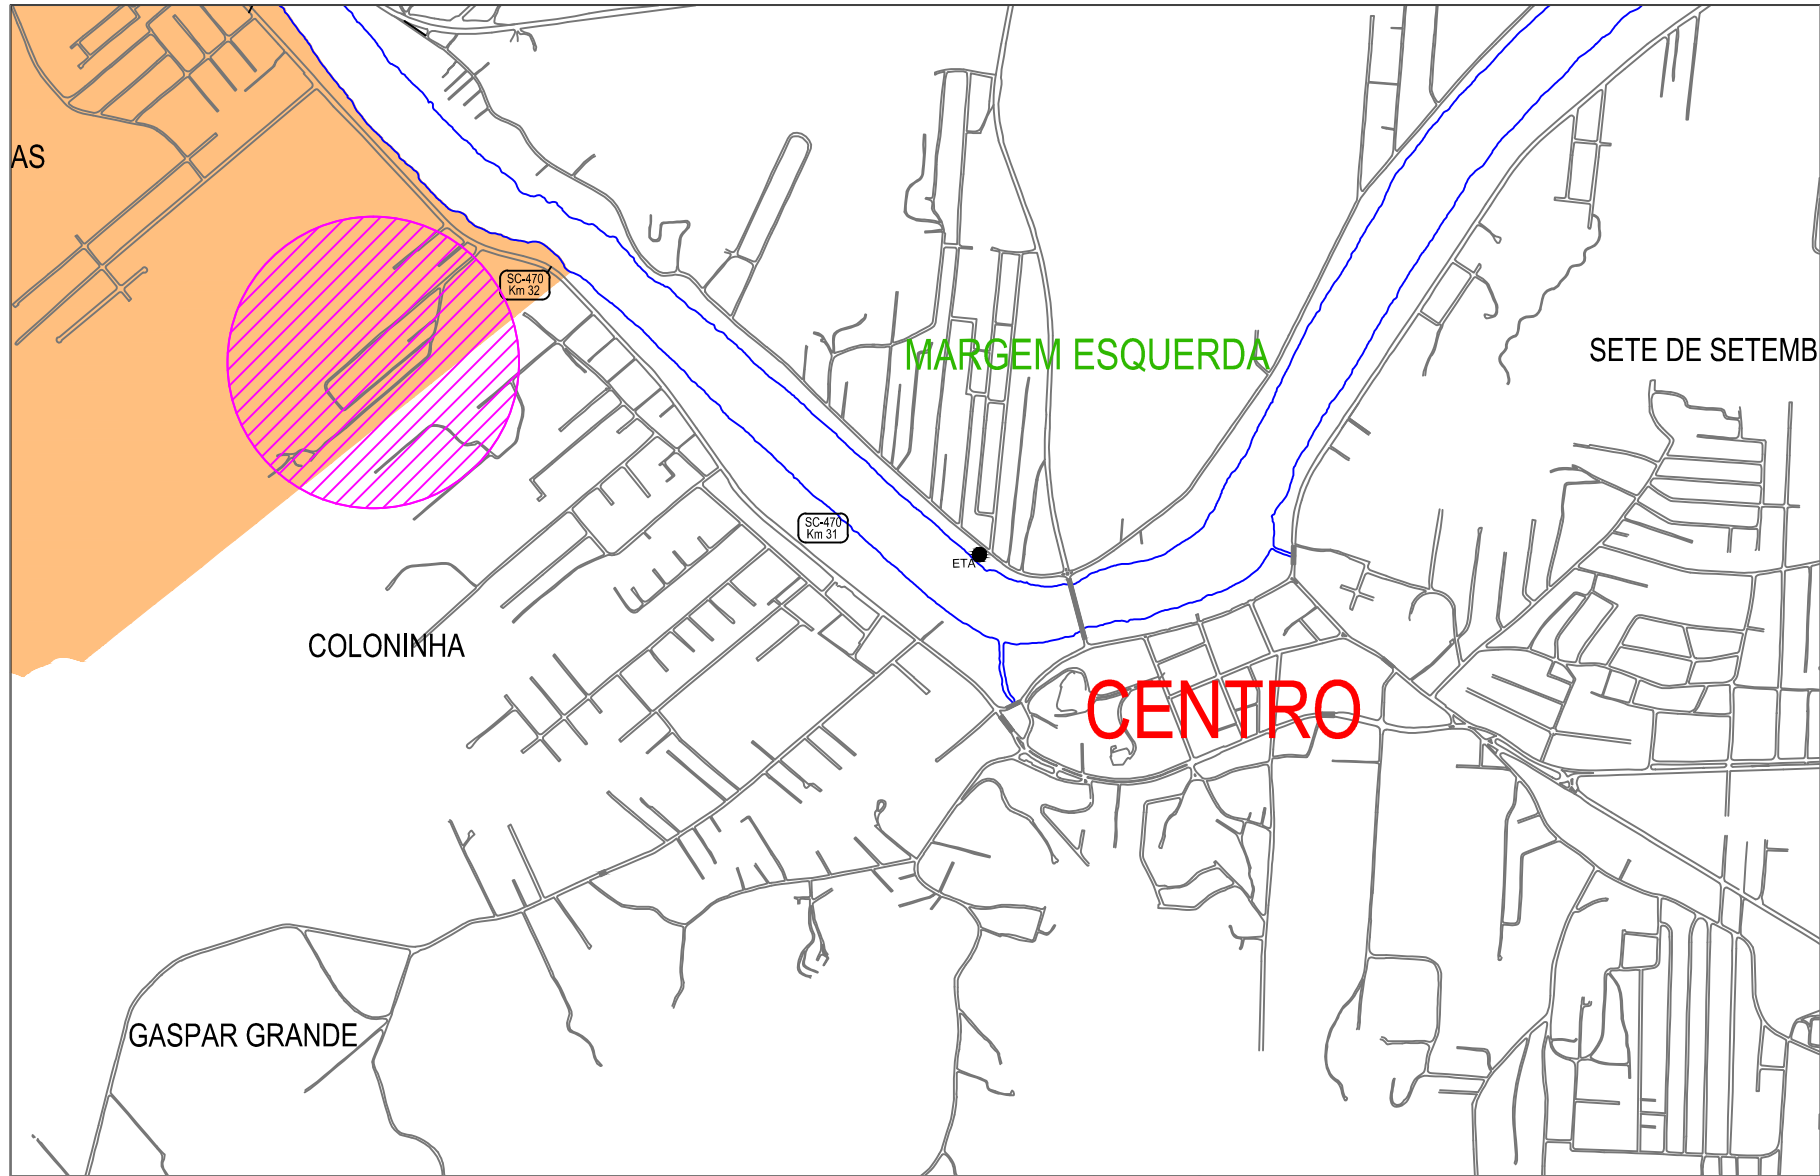 AS
SC-470
Km 32
MARGEM ESQUERDA
SETE DE SETEMB
SC-470
Km 31
ETA
COLONINHA
CENTRO
GASPAR GRANDE